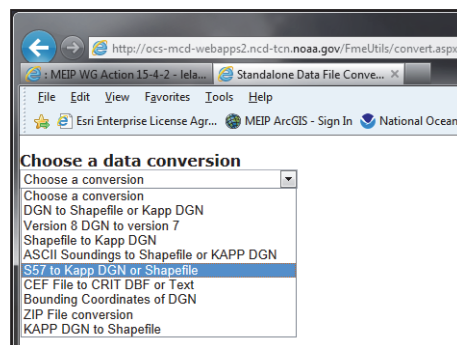 http://ocs-mcd-webapps2.ncd-tcn.noaa.gov/FmeUtils/convert.aspx
: MEIP WG Action 15-4-2 - Iela... Standalone Data File Conve... ×
File Edit View Favorites Tools Help
Esri Enterprise License Agr... MEIP ArcGIS - Sign In National Ocean
Choose a data conversion
Choose a conversion
Choose a conversion
DGN to Shapefile or Kapp DGN
Version 8 DGN to version 7
Shapefile to Kapp DGN
ASCII Soundings to Shapefile or KAPP DGN
S57 to Kapp DGN or Shapefile
CEF File to CRIT DBF or Text
Bounding Coordinates of DGN
ZIP File conversion
KAPP DGN to Shapefile